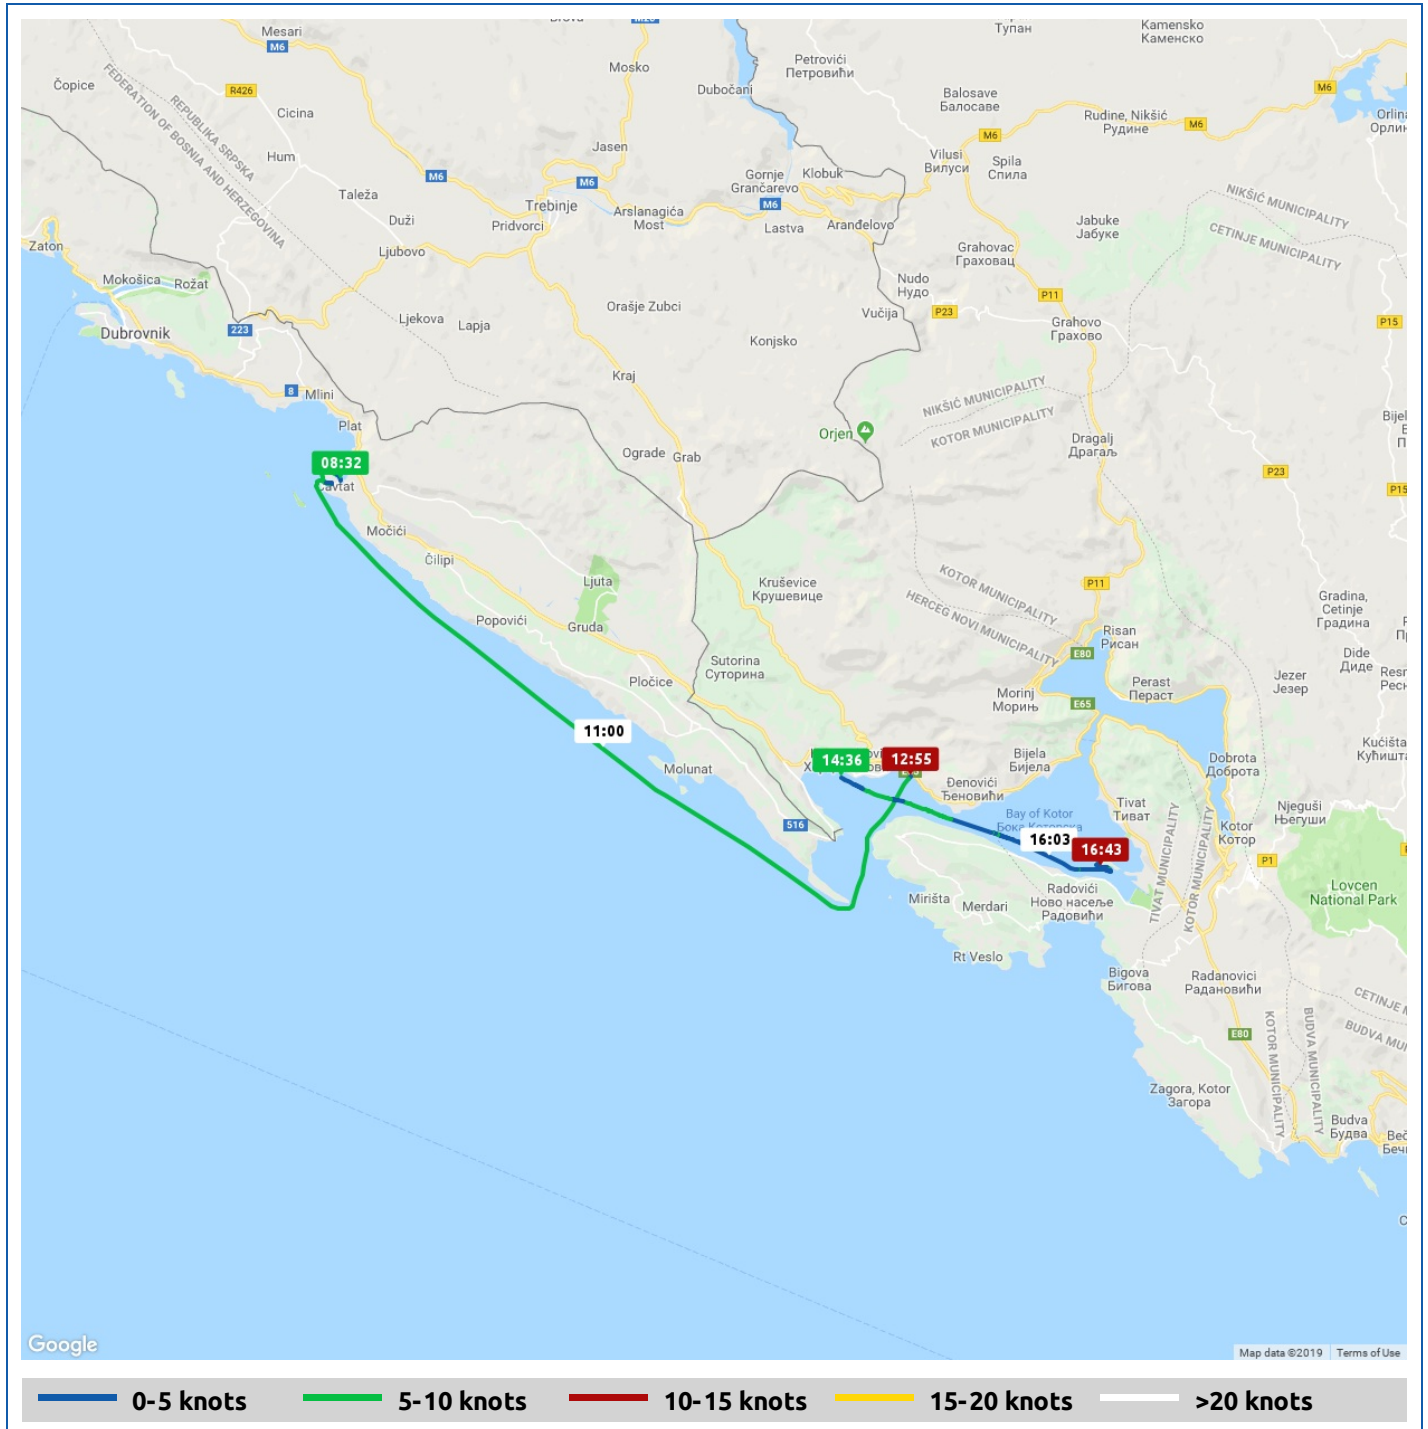 Mesari
M6
Тупан
Kamensko
Каменско
Čopice
R426
Cicina
Mosko
Dubočani
Petrovići
Петровићи
Balosave
Балосаве
M6
FEDERATION OF BOSNIA AND HERZEGOVINA
REPUBLIKA SRPSKA
Hum
M6
Jasen
M6
Gornje
Grančarevo
M6
Klobuk
Vilusi
Вилуси
M6
Spila
Спила
Rudine, Nikšić
Рудине
M6
Taleža
Duži
Pridvorci
Trebinje
Arslanagića
Most
Lastva
Aranđelovo
Jabuke
Јабуке
NIKŠIĆ MUNICIPALITY
CETINJE MUNICIPALITY
Zaton
Ljubovo
Grahovac
Граховац
Mokošica
Rožat
Nudo
Нудо
P11
Dubrovnik
223
Ljekova
Lapja
Orašje Zubci
Konjsko
Vučija
P23
Grahovo
Грахово
P15
8
Mlini
Kraj
NIKŠIĆ MUNICIPALITY
KOTOR MUNICIPALITY
Plat
Orjen
Dragalj
Драгаљ
08:32
Ograde
Grab
P23
Močići
Čilipi
Ljuta
Kruševice
Крушевице
KOTOR MUNICIPALITY
HERCEG NOVI MUNICIPALITY
P11
Gradina,
Cetinje
Градина
Popovići
Gruda
Risan
Рисан
E80
Dide
Диде
Sutorina
Суторина
Pločice
Morinj
Морињ
Perast
Пераст
E65
Jezer
Језер
11:00
Molunat
14:36
12:55
Bijela
Бијела
Dobrota
Доброта
Đenovići
Ђеновићи
516
Bay of Kotor
Tivat
Тиват
Kotor
Котор
Njeguši
Његуши
16:03
16:43
P1
TIVAT MUNICIPALITY
KOTOR MUNICIPALITY
Lovcen
National Park
Mirišta
Merdari
Radovići
Ново насеље
Радовићи
Rt Veslo
Bigova
Бигова
Radanovici
Радановићи
E80
KOTOR MUNICIPALITY
BUDVA MUNICIPALITY
Zagora, Kotor
Загора
Budva
Будва
Google
Map data ©2019
Terms of Use
0-5 knots
5-10 knots
10-15 knots
15-20 knots
>20 knots